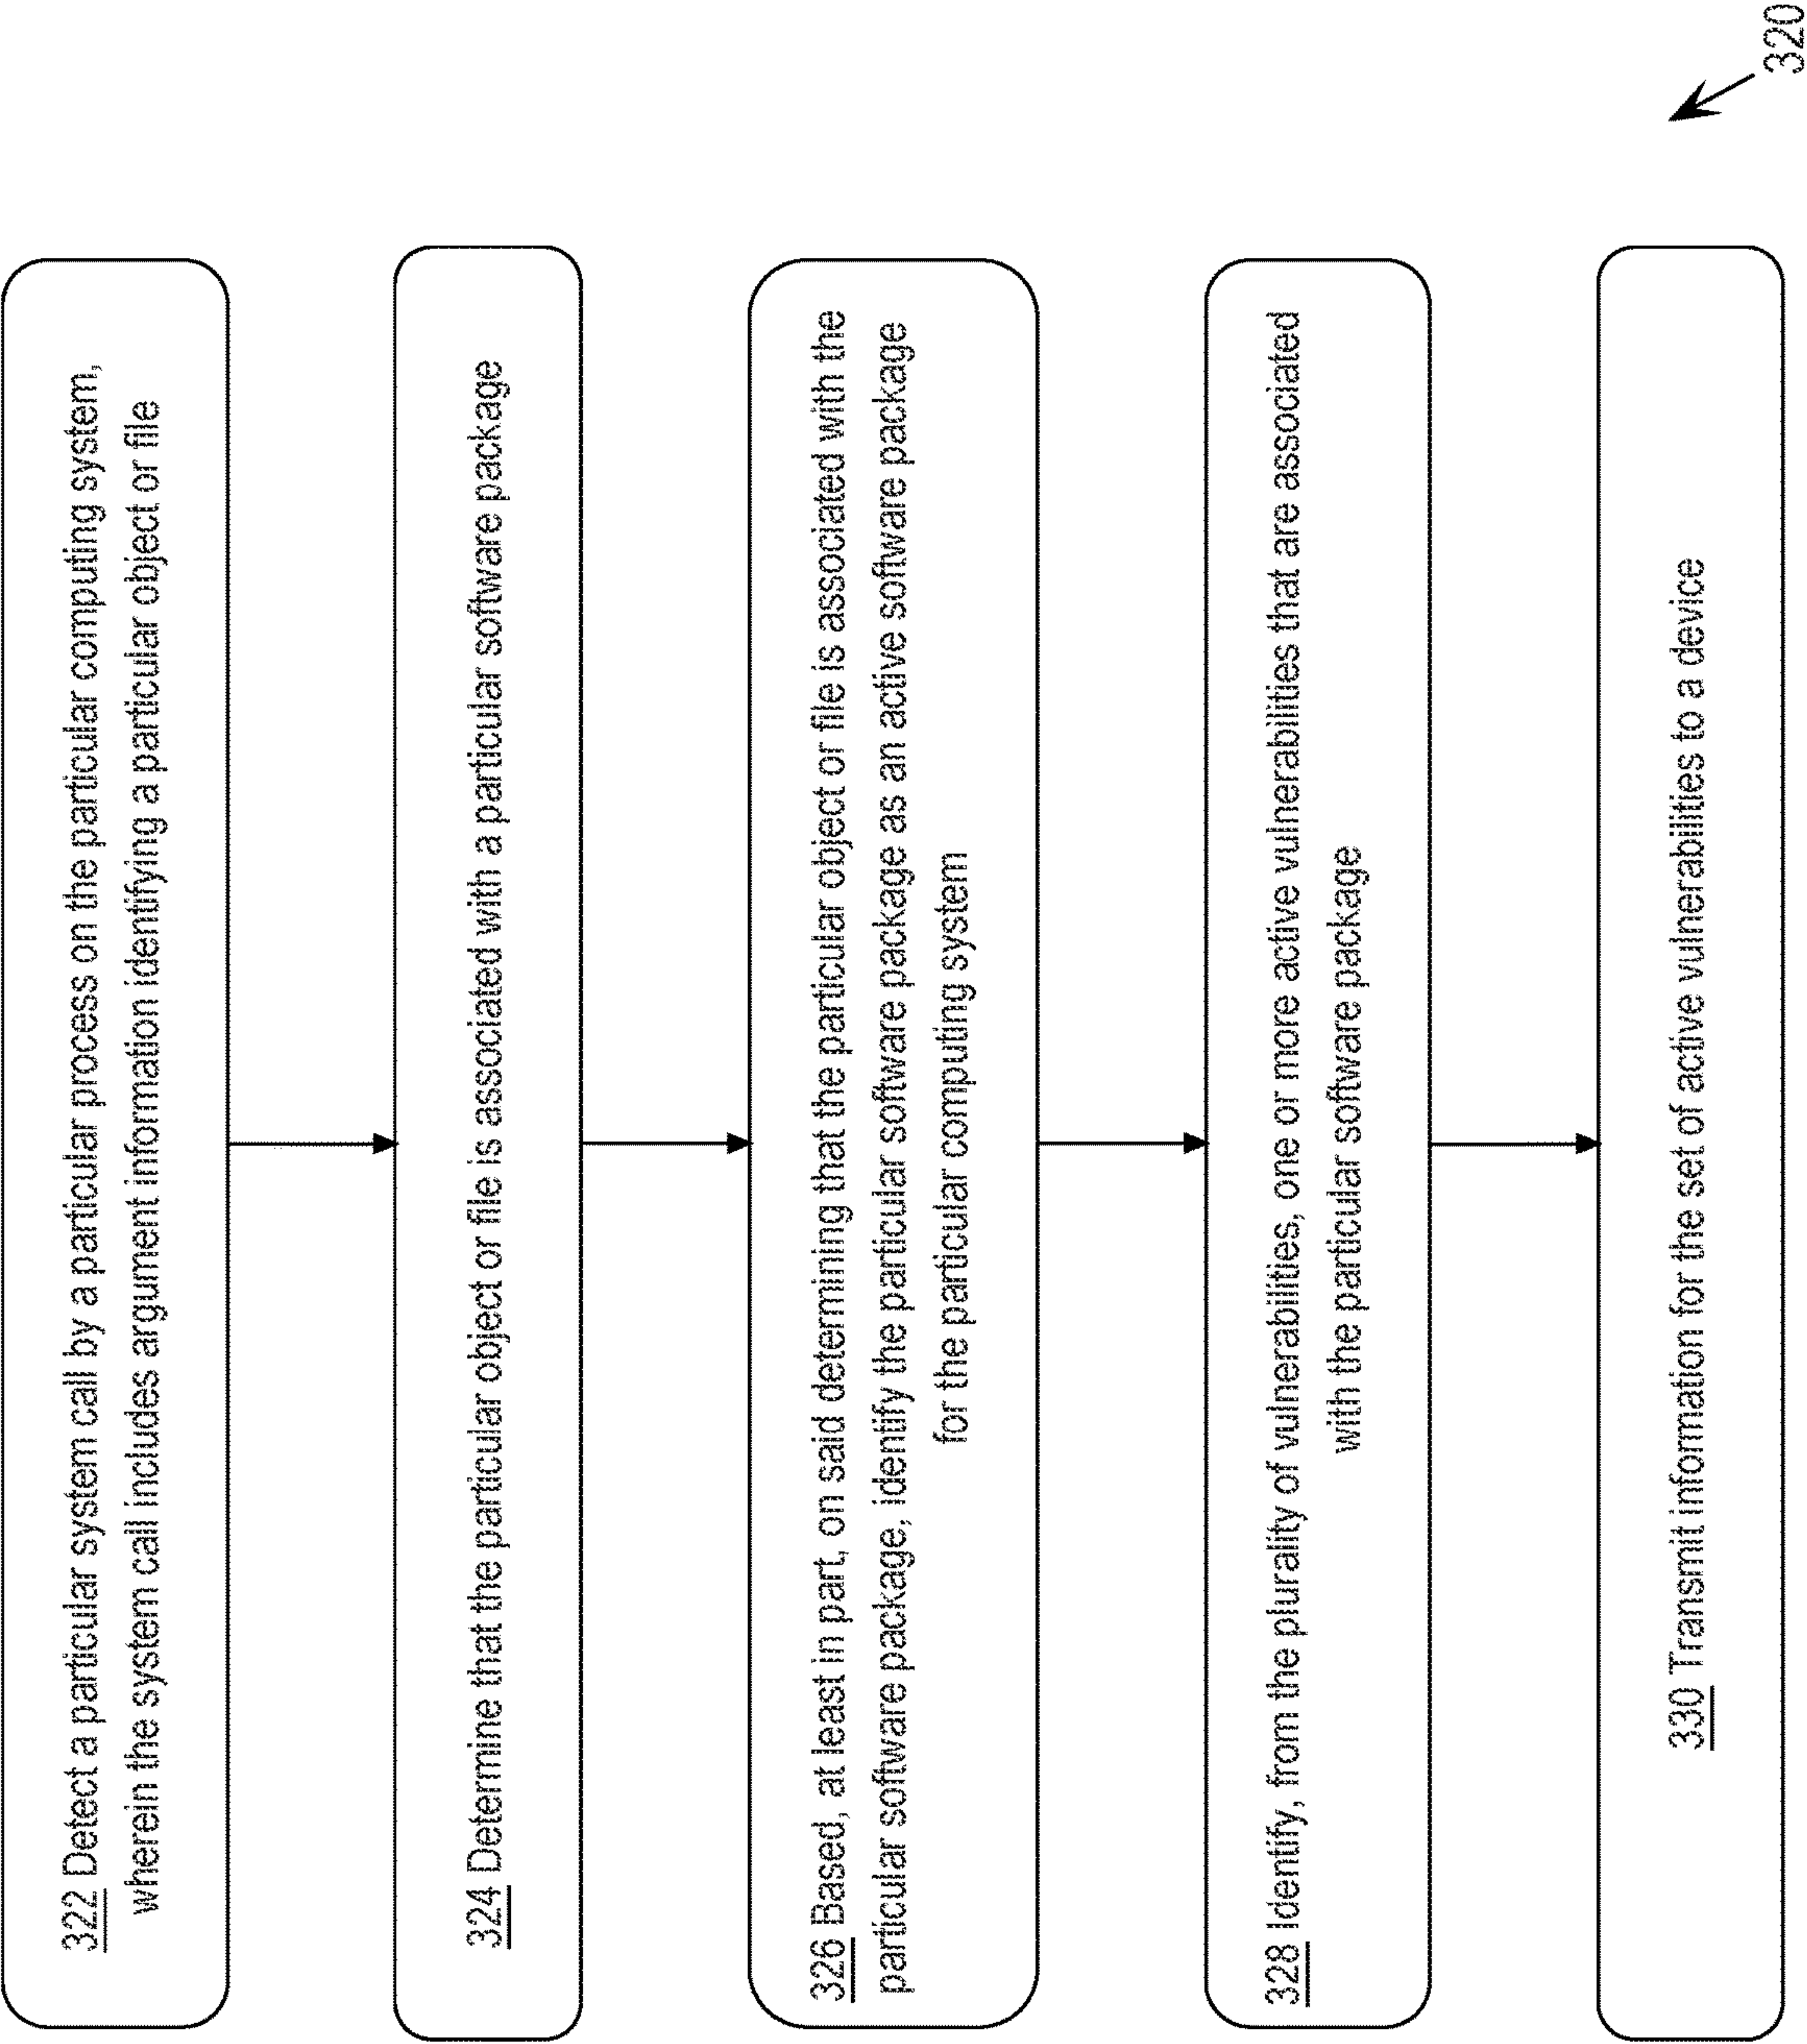 322 Detect a particular system call by a particular process on the particular computing system,
wherein the system call includes argument information identifying a particular object or file
324 Determine that the particular object or file is associated with a particular software package
326 Based, at least in part, on said determining that the particular object or file is associated with the
particular software package, identify the particular software package as an active software package
for the particular computing system
328 Identify, from the plurality of vulnerabilities, one or more active vulnerabilities that are associated
with the particular software package
330 Transmit information for the set of active vulnerabilities to a device
320